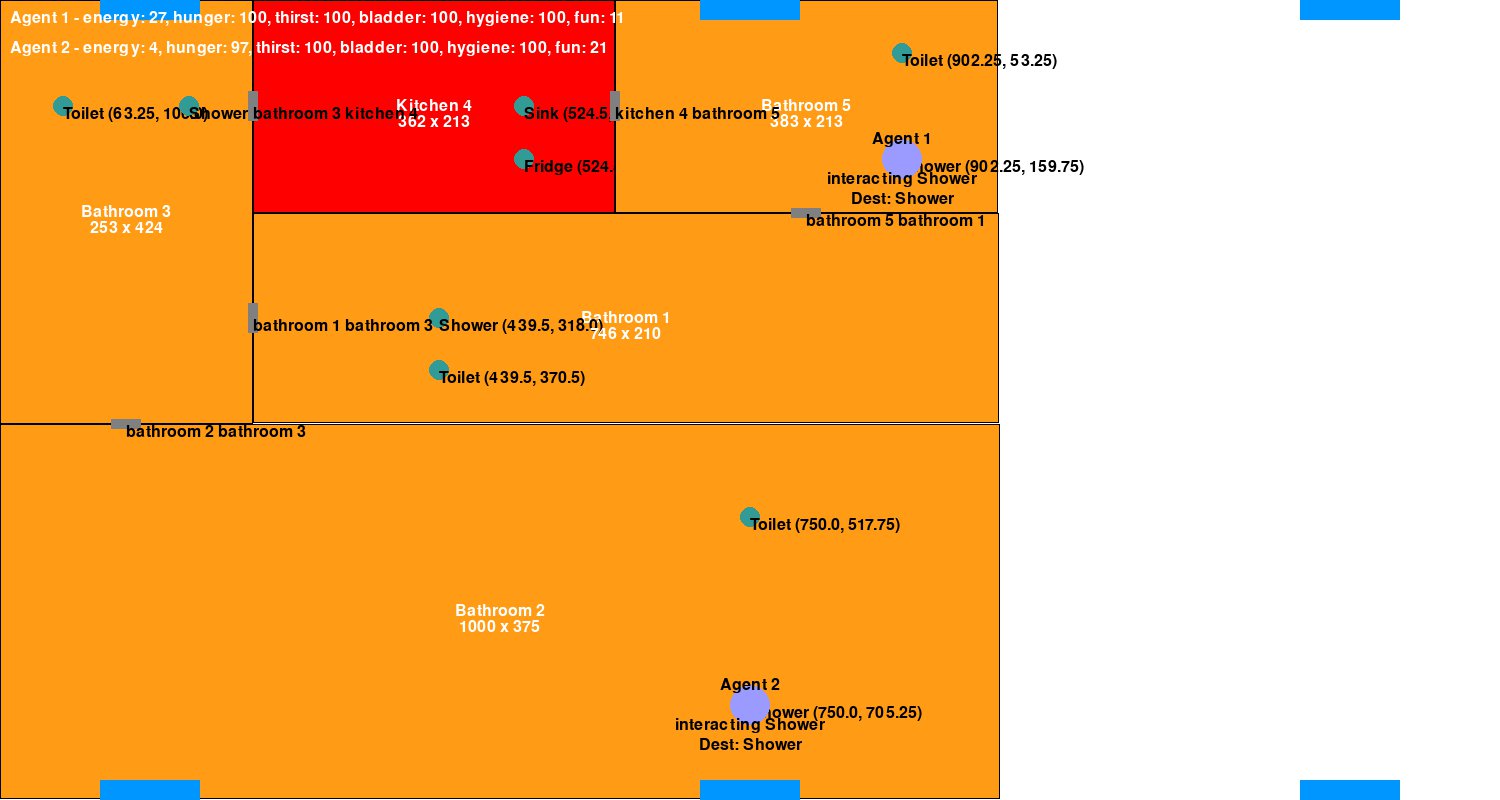 Agent 1 - energy: 27, hunger: 100, thirst: 100, bladder: 100, hygiene: 100, fun: 11
Agent 2 - energy: 4, hunger: 97, thirst: 100, bladder: 100, hygiene: 100, fun: 21
Toilet (902.25, 53.25)
Kitchen 4
362 x 213
Bathroom 5
383 x 213
Toilet (63.25,
Shower
bathroom 3 kitchen 4
Sink (524.5,
kitchen 4 bathroom 5
Agent 1
Fridge (524.
(902.25, 159.75)
interacting Shower
Dest: Shower
Bathroom 3
253 x 424
bathroom 5 bathroom 1
Bathroom 1
746 x 210
bathroom 1 bathroom 3
Shower (439.5, 318.0)
Toilet (439.5, 370.5)
bathroom 2 bathroom 3
Toilet (750.0, 517.75)
Bathroom 2
1000 x 375
Agent 2
(750.0, 705.25)
interacting Shower
Dest: Shower